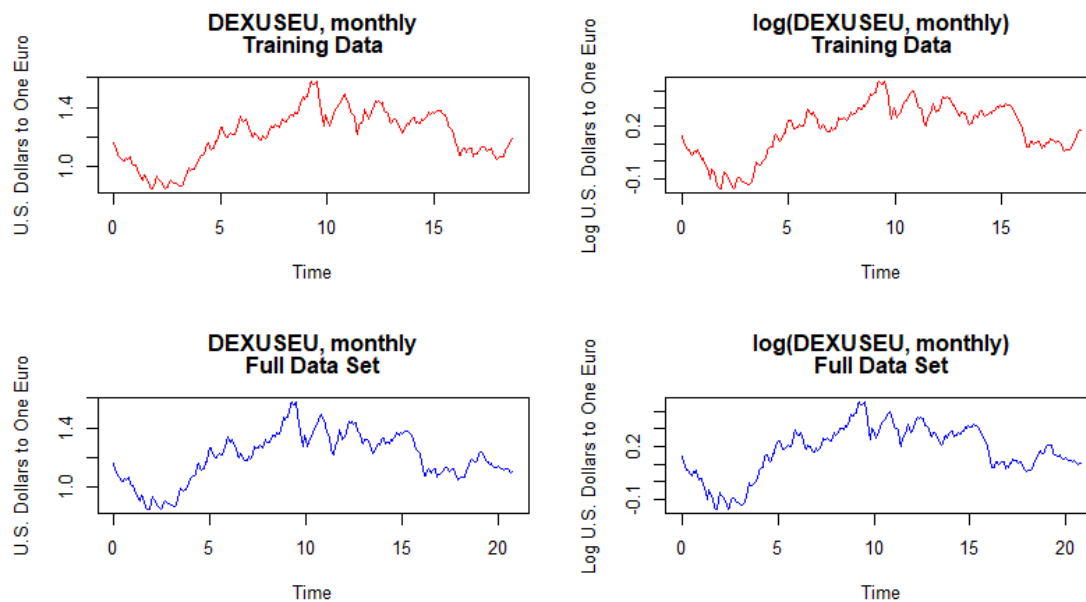 DEXUSEU, monthly
Training Data
U.S. Dollars to One Euro
1.4
1.0
0
5
10
15
Time
log(DEXUSEU, monthly)
Training Data
Log U.S. Dollars to One Euro
0.2
-0.1
0
5
10
15
Time
DEXUSEU, monthly
Full Data Set
U.S. Dollars to One Euro
1.4
1.0
0
5
10
15
20
Time
log(DEXUSEU, monthly)
Full Data Set
Log U.S. Dollars to One Euro
0.2
-0.1
0
5
10
15
20
Time